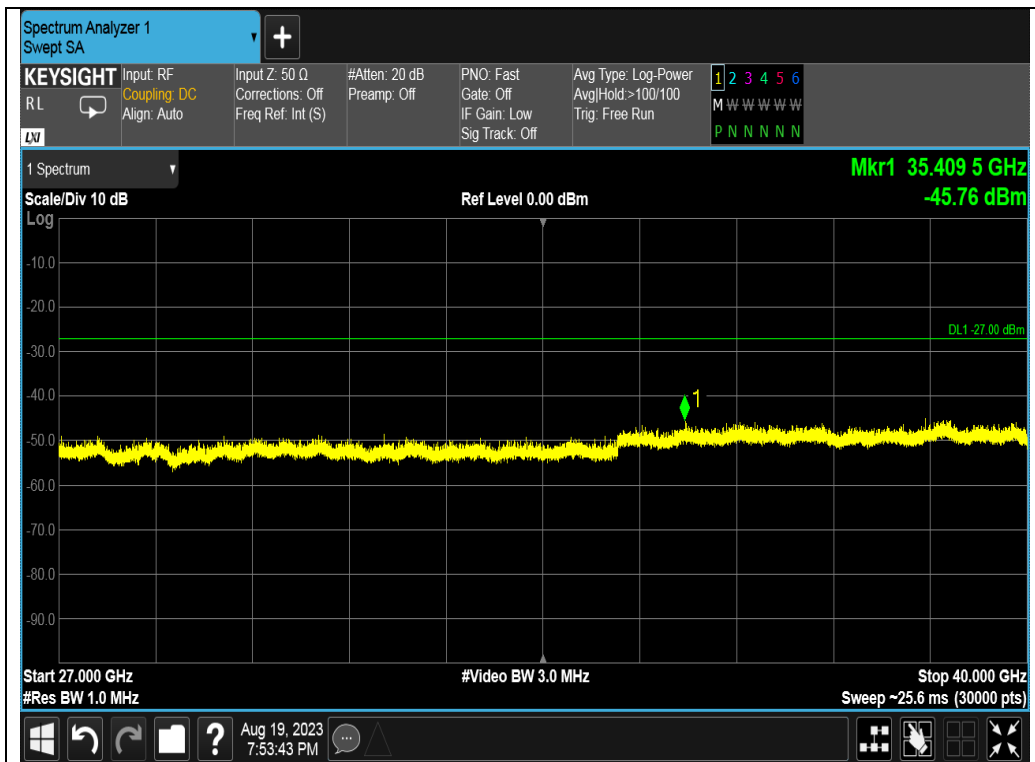 Spectrum Analyzer 1
Swept SA
+
KEYSIGHT
RL
LXI
Input: RF
Coupling: DC
Align: Auto
Input Z: 50 Ω
Corrections: Off
Freq Ref: Int (S)
#Atten: 20 dB
Preamp: Off
PNO: Fast
Gate: Off
IF Gain: Low
Sig Track: Off
Avg Type: Log-Power
Avg|Hold:>100/100
Trig: Free Run
1 2 3 4 5 6
M W W W W W
P N N N N N
1 Spectrum
Mkr1 35.409 5 GHz
Scale/Div 10 dB
Ref Level 0.00 dBm
-45.76 dBm
Log
-10.0
-20.0
DL1 -27.00 dBm
-30.0
-40.0
1
-50.0
-60.0
-70.0
-80.0
-90.0
Start 27.000 GHz
#Video BW 3.0 MHz
Stop 40.000 GHz
#Res BW 1.0 MHz
Sweep ~25.6 ms (30000 pts)
?
Aug 19, 2023
7:53:43 PM